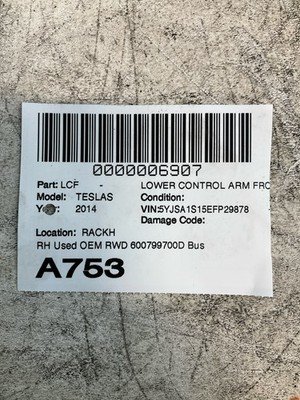 0000006907
Part: LCF - LOWER CONTROL ARM FRO
Model: TESLAS Condition:
2014 VIN:5YJSA1S15EFP29878
Damage Code:
Location: RACKH
RH Used OEM RWD 600799700D Bus
A753